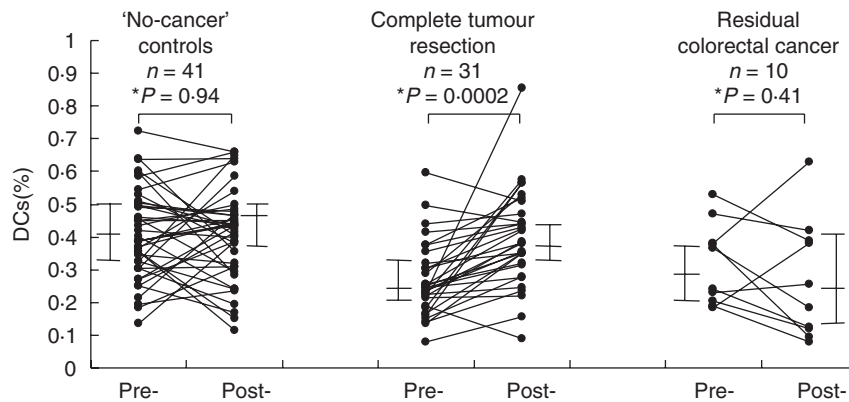 'No-cancer'
controls
n = 41
*P = 0·94
Complete tumour
resection
n = 31
*P = 0·0002
Residual
colorectal cancer
n = 10
*P = 0·41
DCs(%)
1
0·9
0·8
0·7
0·6
0·5
0·4
0·3
0·2
0·1
0
Pre- Post- Pre- Post- Pre- Post-